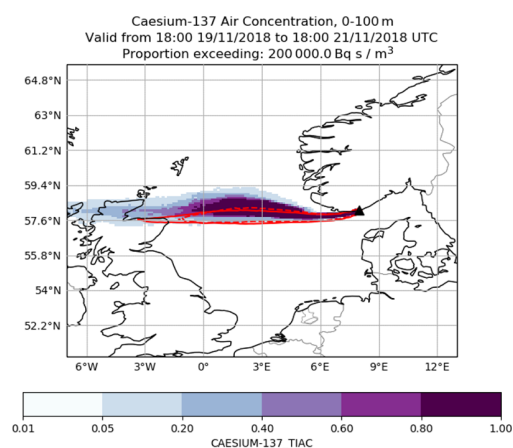 Caesium-137 Air Concentration, 0-100 m
Valid from 18:00 19/11/2018 to 18:00 21/11/2018 UTC
Proportion exceeding: 200 000.0 Bq s / m³
64.8°N
63°N
61.2°N
59.4°N
57.6°N
55.8°N
54°N
52.2°N
6°W 3°W 0° 3°E 6°E 9°E 12°E
0.01 0.05 0.20 0.40 0.60 0.80 1.00
CAESIUM-137_TIAC